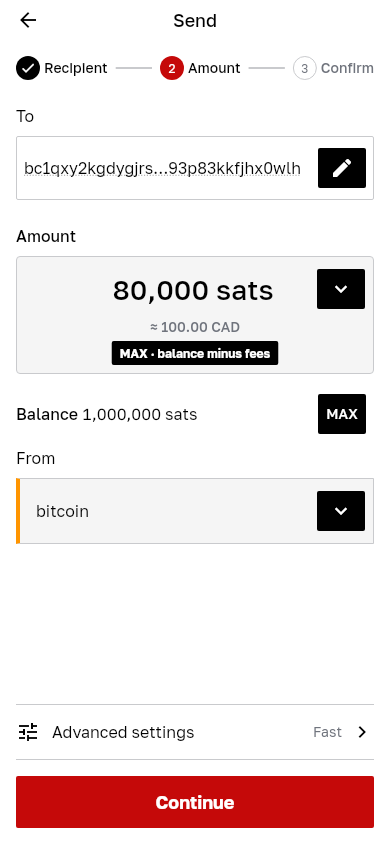 Send
Recipient
2 Amount
3 Confirm
To
bc1qxy2kgdygjrs...93p83kkfjhx0wlh
Amount
80,000 sats
≈ 100.00 CAD
MAX · balance minus fees
Balance 1,000,000 sats
MAX
From
bitcoin
Advanced settings
Fast
Continue